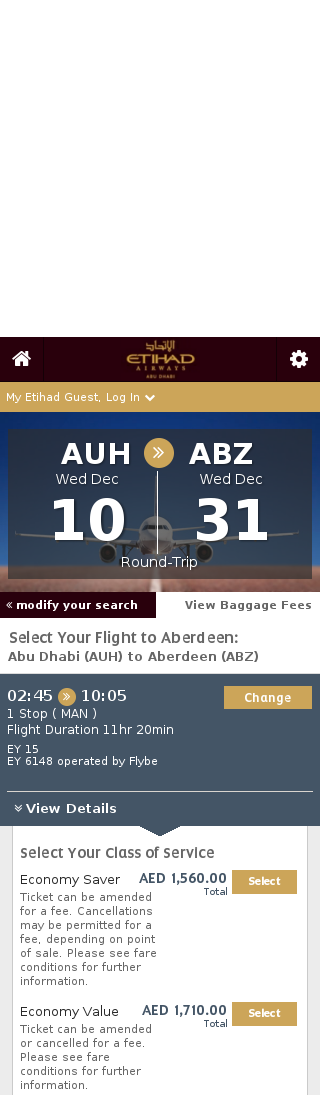 الإتحاد
ETIHAD
AIRWAYS
ABU DHABI
My Etihad Guest, Log In
AUH ABZ
Wed Dec Wed Dec
10 31
Round-Trip
« modify your search View Baggage Fees
Select Your Flight to Aberdeen:
Abu Dhabi (AUH) to Aberdeen (ABZ)
02:45 10:05 Change
1 Stop ( MAN )
Flight Duration 11hr 20min
EY 15
EY 6148 operated by Flybe
View Details
Select Your Class of Service
Economy Saver AED 1,560.00 Select
Total
Ticket can be amended
for a fee. Cancellations
may be permitted for a
fee, depending on point
of sale. Please see fare
conditions for further
information.
Economy Value AED 1,710.00 Select
Total
Ticket can be amended
or cancelled for a fee.
Please see fare
conditions for further
information.